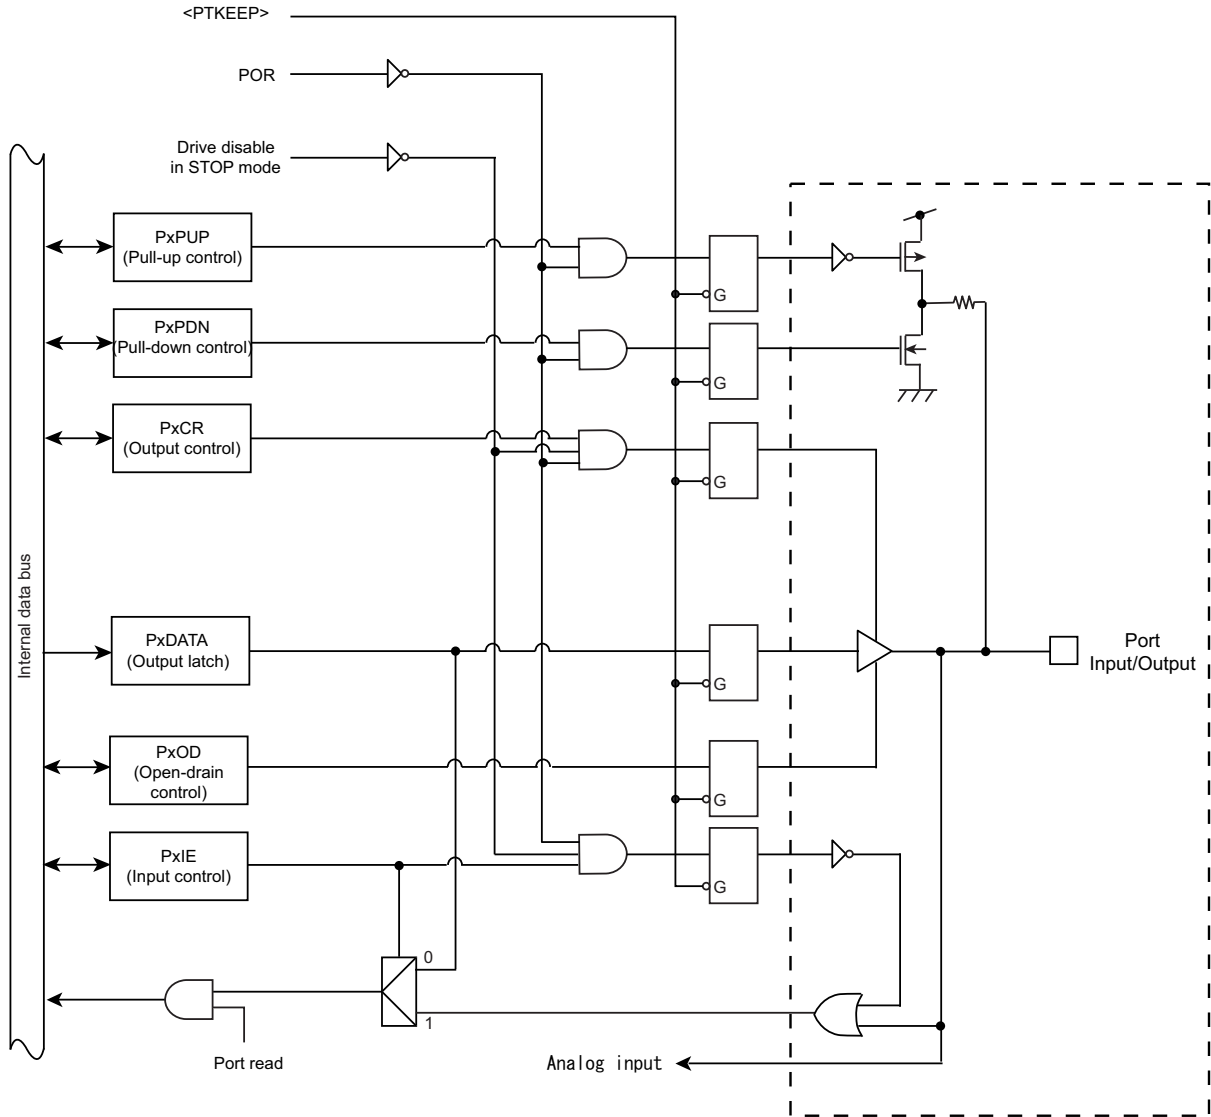 <PTKEEP>
POR
Drive disable
in STOP mode
PxPUP
(Pull-up control)
G
PxPDN
(Pull-down control)
G
PxCR
(Output control)
G
Internal data bus
PxDATA
(Output latch)
G
Port
Input/Output
PxOD
(Open-drain
control)
G
PxIE
(Input control)
G
0
1
Port read
Analog input